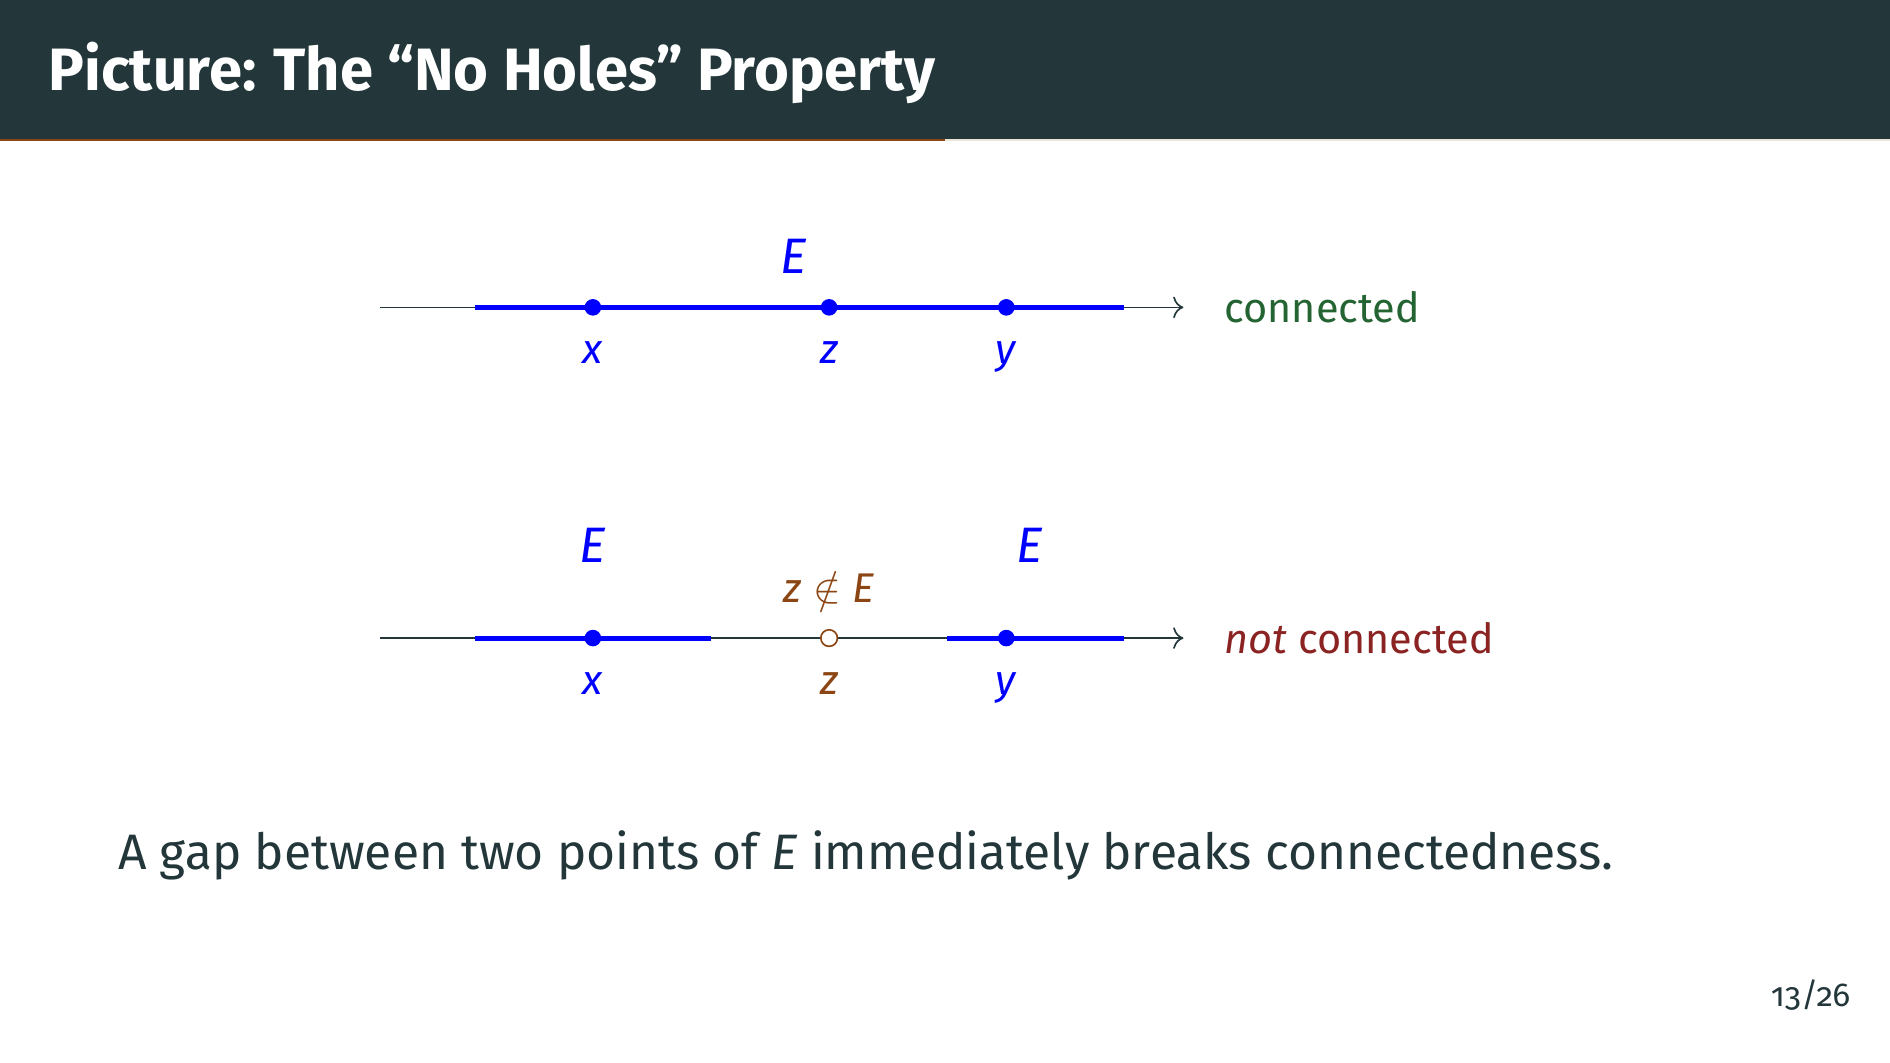 Picture: The “No Holes” Property
E
connected
x z y
E E
z ∉ E
not connected
x z y
A gap between two points of E immediately breaks connectedness.
13/26